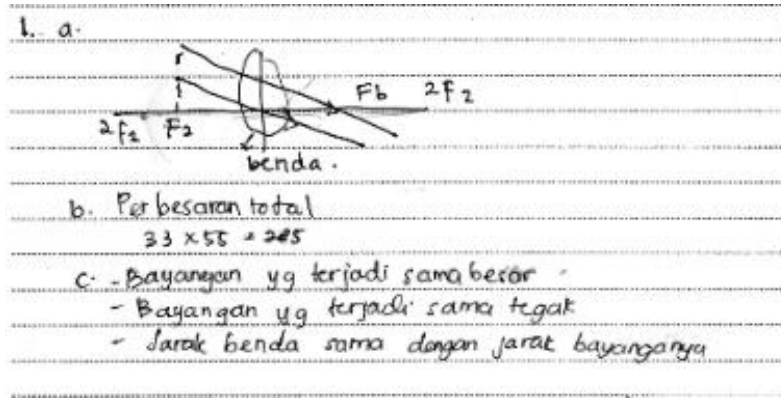 1. a.
Fb 2F2
2F2 F2
benda.
b. Perbesaran total
33 x 55 = 285
c. - Bayangan yg terjadi sama besar
- Bayangan yg terjadi sama tegak
- Jarak benda sama dengan jarak bayanganya